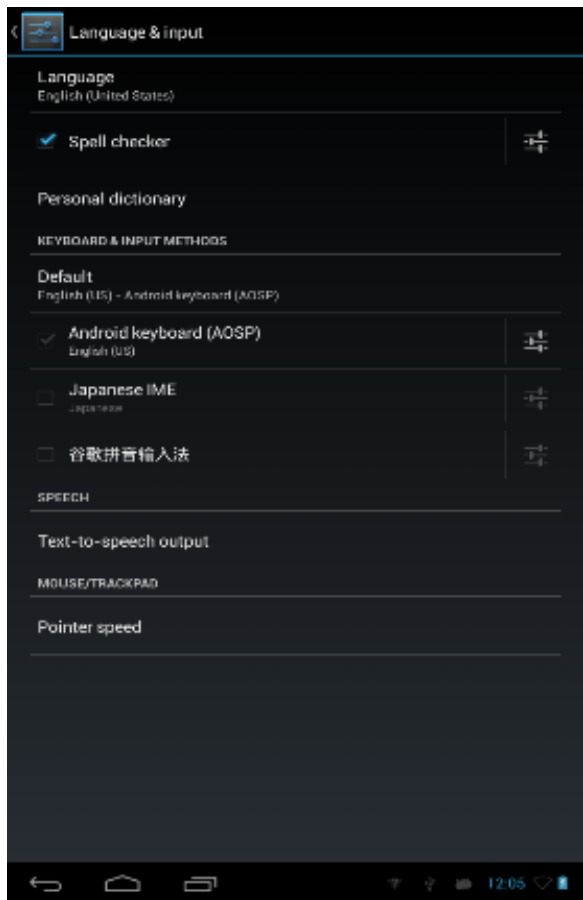 Language & input
Language
English (United States)
Spell checker
Personal dictionary
KEYBOARD & INPUT METHODS
Default
English (US) - Android keyboard (AOSP)
Android keyboard (AOSP)
English (US)
Japanese IME
Japanese
谷歌拼音输入法
SPEECH
Text-to-speech output
MOUSE/TRACKPAD
Pointer speed
12:05